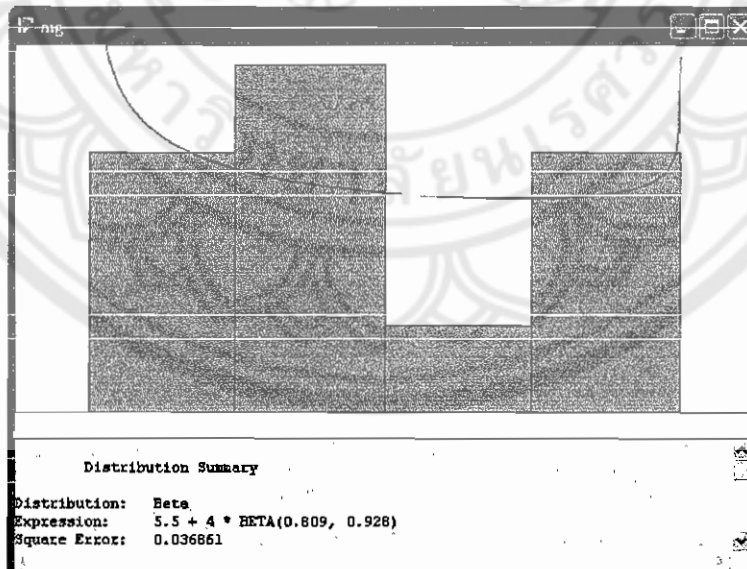 Distribution Summary
Distribution: Beta
Expression: 5.5 + 4 * BETA(0.809, 0.928)
Square Error: 0.036861